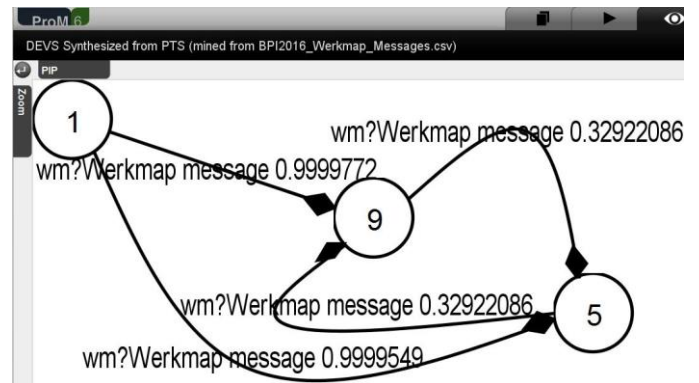 ProM 6
DEVS Synthesized from PTS (mined from BPI2016_Werkmap_Messages.csv)
PIP
Zoom
1
wm?Werkmap message 0.32922086
wm?Werkmap message 0.9999772
9
wm?Werkmap message 0.32922086
5
wm?Werkmap message 0.9999549